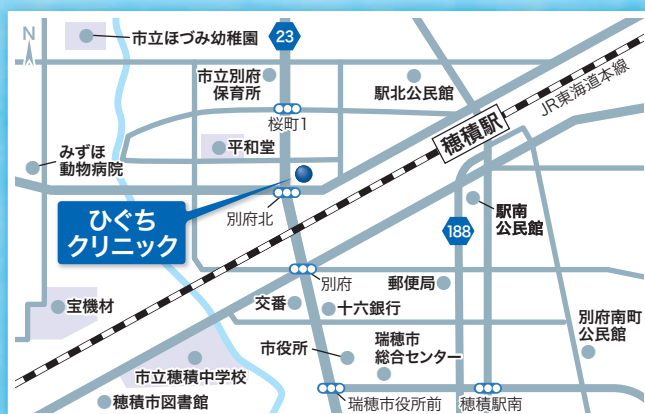 N
市立ほづみ幼稚園
23
市立別府
保育所
駅北公民館
JR東海道本線
桜町1
穂積駅
平和堂
みずほ
動物病院
別府北
ひぐち
クリニック
駅南
公民館
188
別府
郵便局
宝機材
交番
十六銀行
別府南町
公民館
市役所
瑞穂市
総合センター
市立穂積中学校
穂積市図書館
瑞穂市役所前
穂積駅南